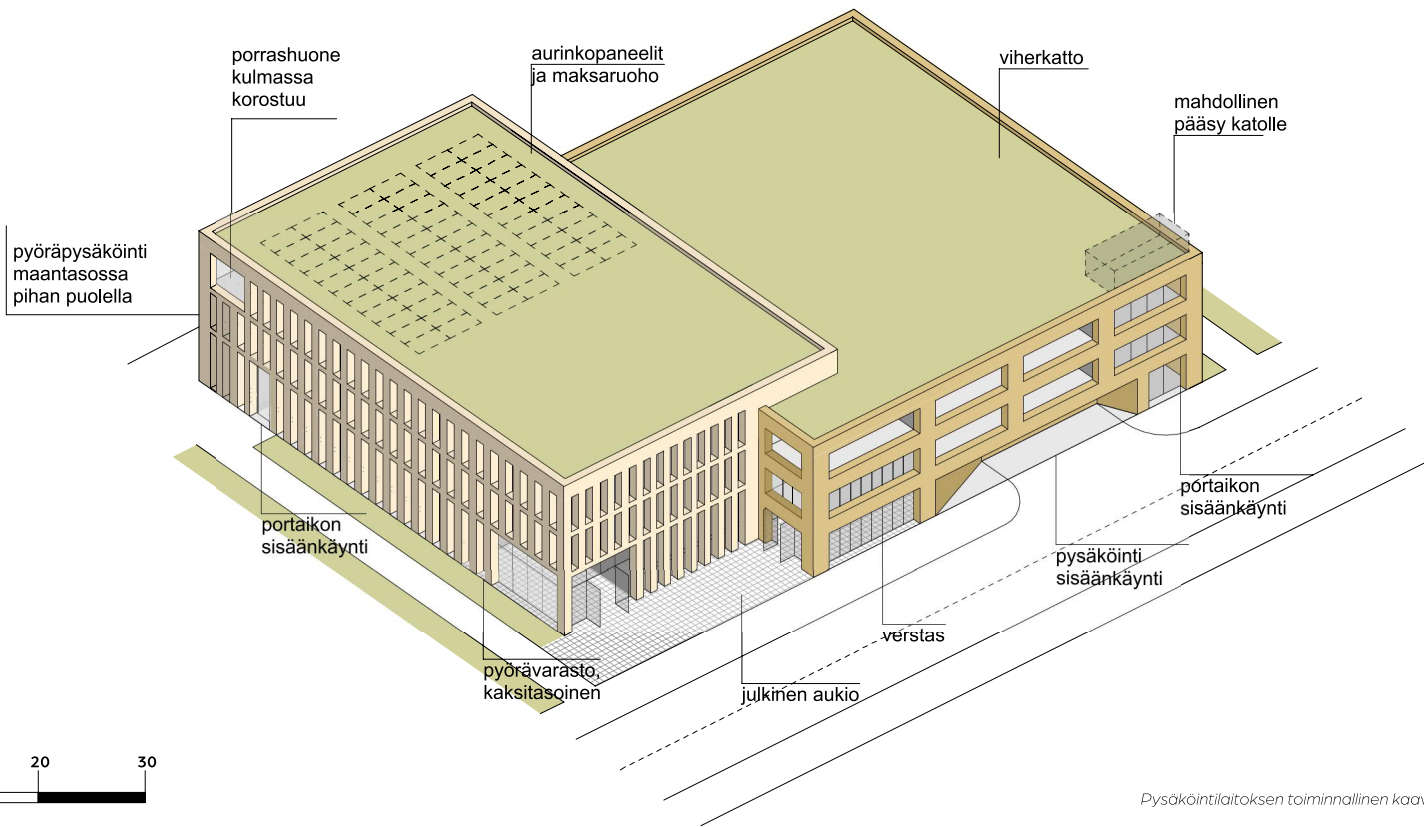 porrashuone
kulmassa
korostuu
aurinkopaneelit
ja maksaruoho
viherkatto
mahdollinen
pääsy katolle
pyöräpysäköinti
maantasossa
pihan puolella
portaikon
sisäänkäynti
portaikon
sisäänkäynti
pysäköinti
sisäänkäynti
verstas
pyörävarasto,
kaksitasoinen
julkinen aukio
20 30
Pysäköintilaitoksen toiminnallinen